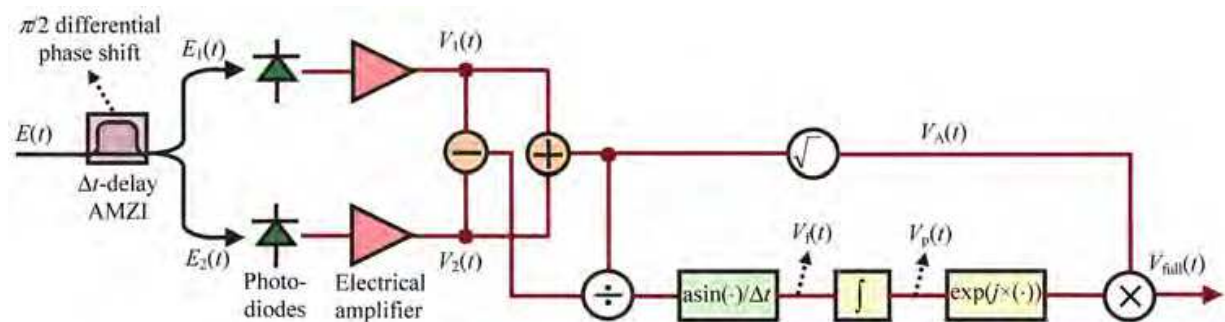 π/2 differential
phase shift
E(t)
Δt-delay
AMZI
E₁(t)
E₂(t)
Photo-
diodes
Electrical
amplifier
V₁(t)
V₂(t)
−
+
√
÷
asin(·)/Δt
V_f(t)
∫
V_p(t)
exp(j×(·))
V_A(t)
×
V_full(t)